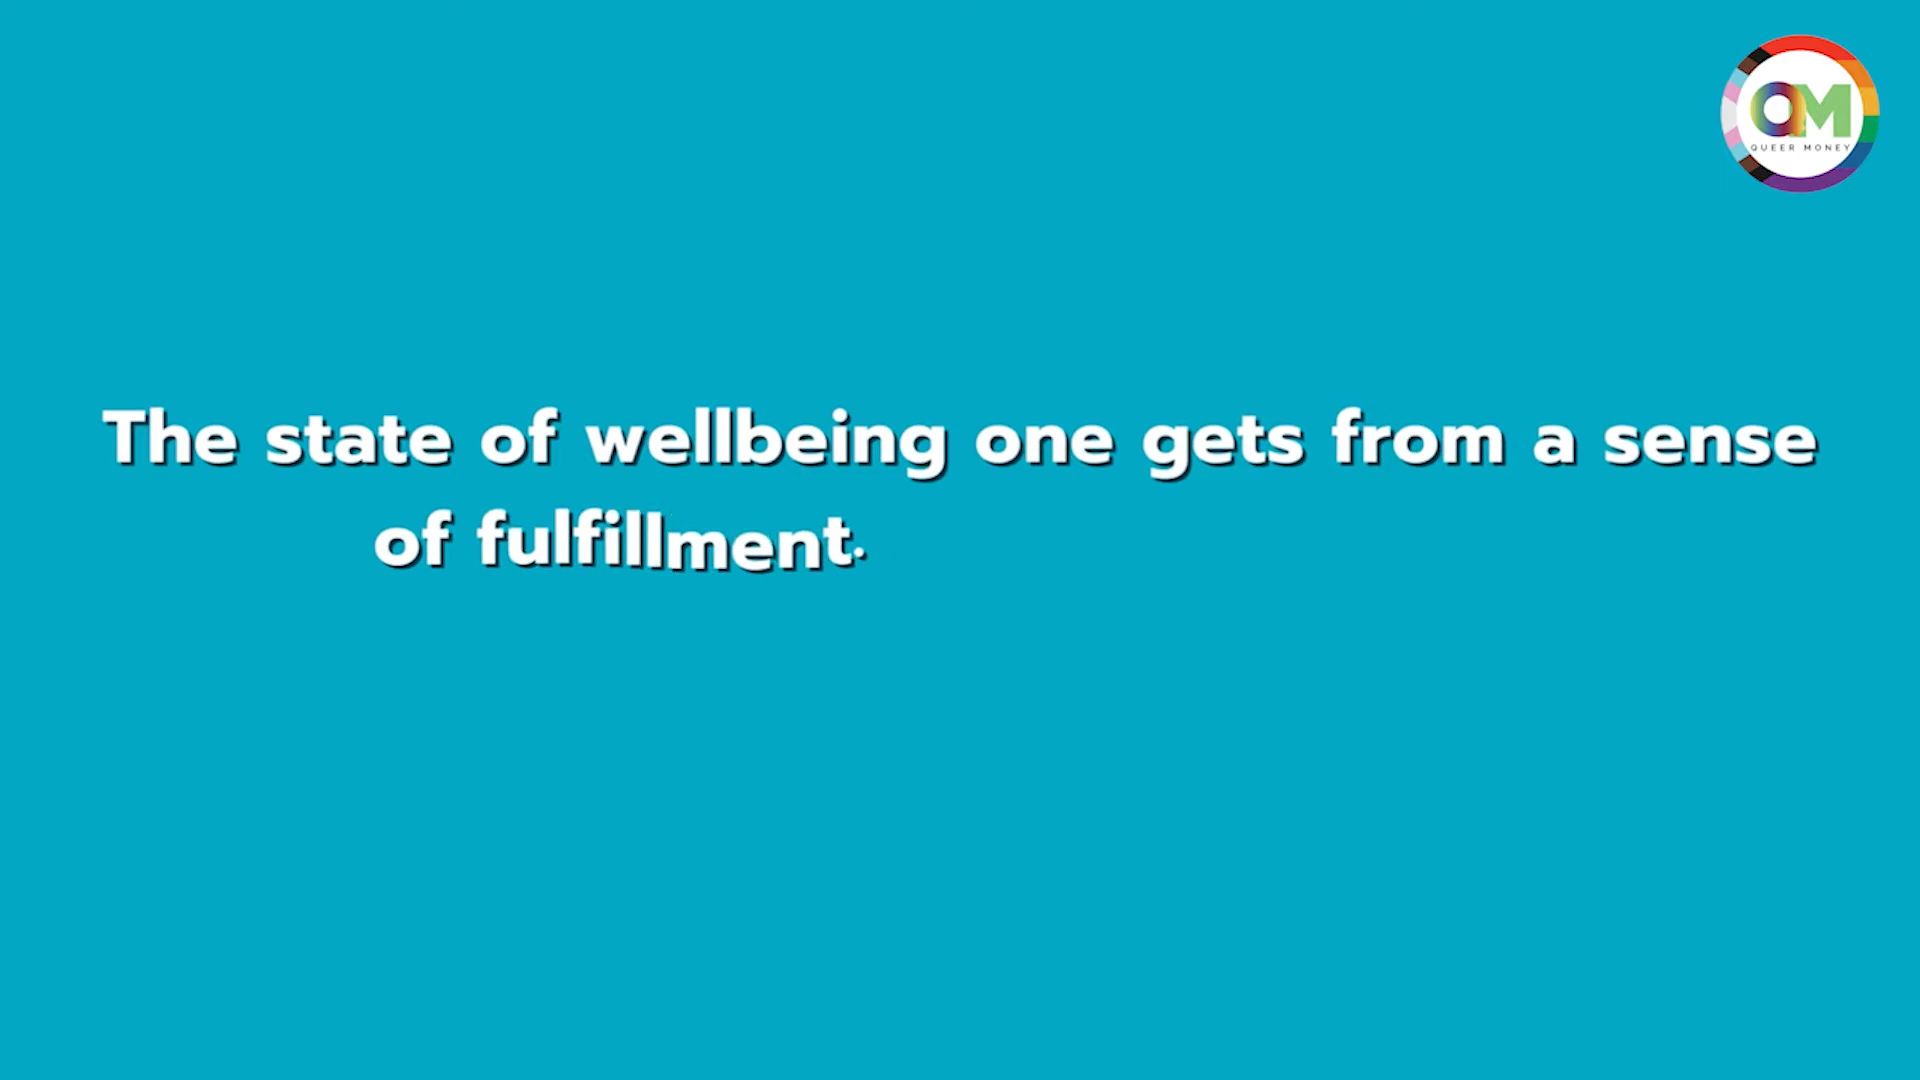 QM
QUEER MONEY
The state of wellbeing one gets from a sense
of fulfillment.